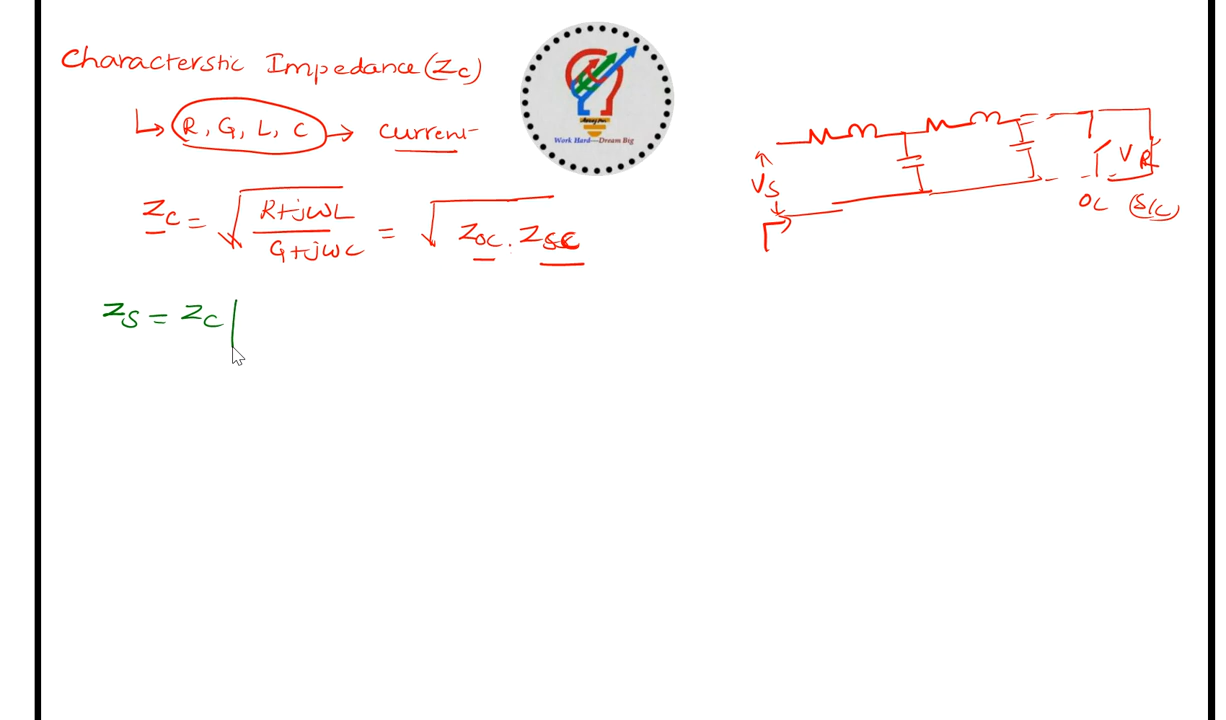 Characterstic Impedance (Zc)
↳ R, G, L, C → current
Zc = √((R+jωL)/(G+jωC)) = √(Zoc . Zsc)
Zs = Zc |
Work Hard---Dream Big
Vs
VR
OC (S/C)